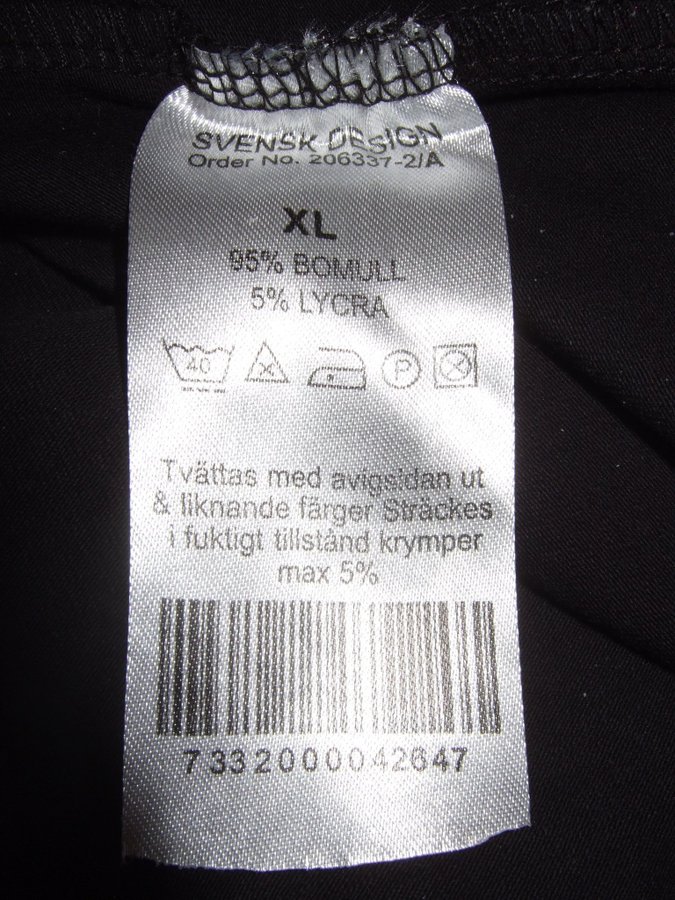 SVENSK DESIGN
Order No. 206337-2/A
XL
95% BOMULL
5% LYCRA
40 P
Tvättas med avigsidan ut
& liknande färger Sträckes
i fuktigt tillstånd krymper
max 5%
7332000042647